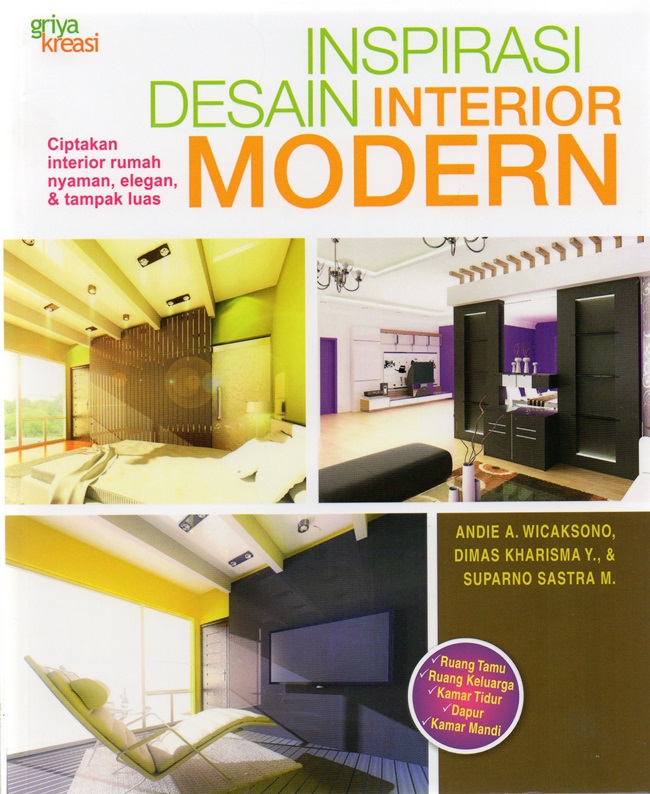 griya
kreasi
INSPIRASI
DESAIN INTERIOR
MODERN
Ciptakan
interior rumah
nyaman, elegan,
& tampak luas
ANDIE A. WICAKSONO,
DIMAS KHARISMA Y., &
SUPARNO SASTRA M.
✓Ruang Tamu
✓Ruang Keluarga
✓Kamar Tidur
✓Dapur
✓Kamar Mandi